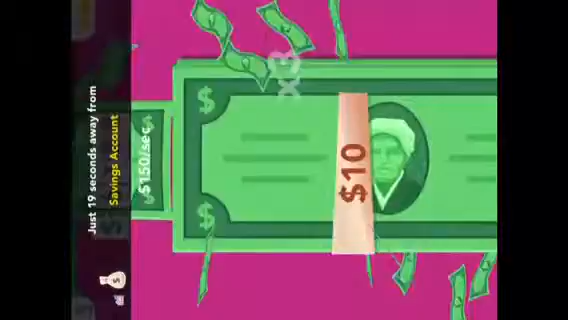 Just 19 seconds away from
Savings Account
$150/sec
x3
$10
$
$